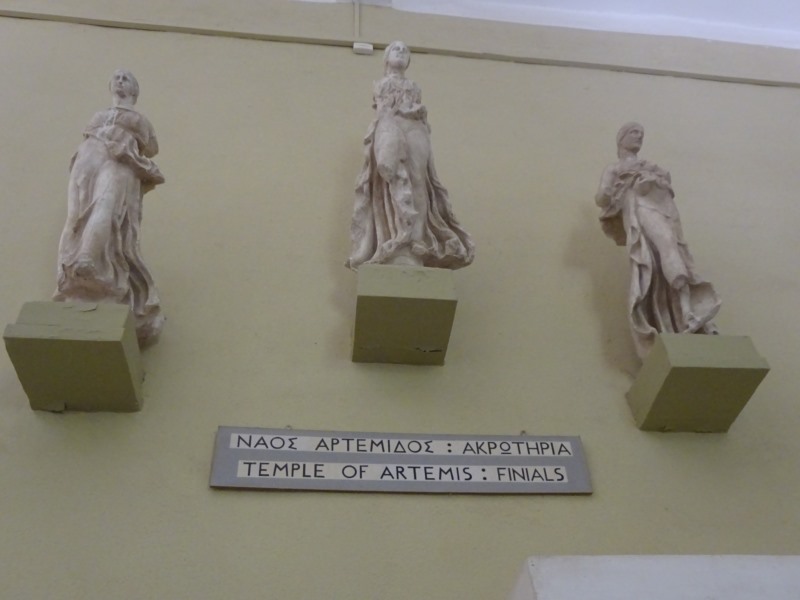 ΝΑΟΣ ΑΡΤΕΜΙΔΟΣ : ΑΚΡΩΤΗΡΙΑ
TEMPLE OF ARTEMIS : FINIALS